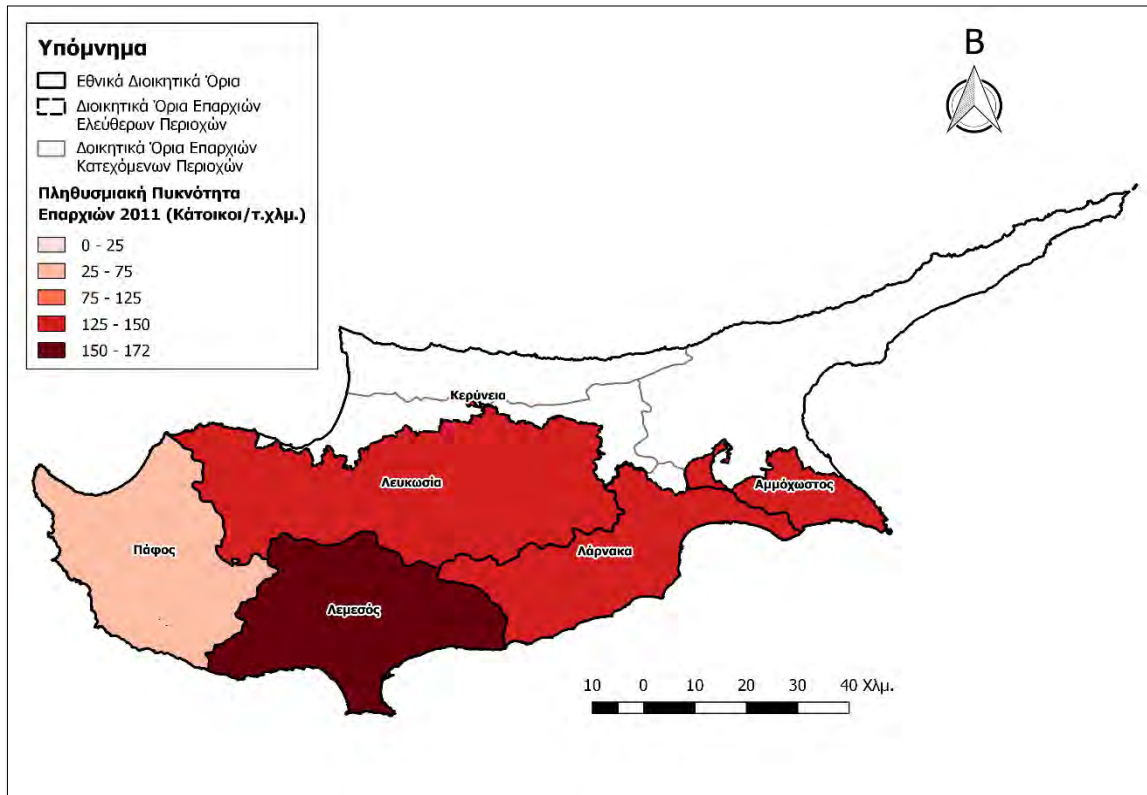 Υπόμνημα
Εθνικά Διοικητικά Όρια
Διοικητικά Όρια Επαρχιών
Ελεύθερων Περιοχών
Δοικητικά Όρια Επαρχιών
Κατεχόμενων Περιοχών
Πληθυσμιακή Πυκνότητα
Επαρχιών 2011 (Κάτοικοι/τ.χλμ.)
0 - 25
25 - 75
75 - 125
125 - 150
150 - 172
Β
Κερύνεια
Λευκωσία
Αμμόχωστος
Πάφος
Λάρνακα
Λεμεσός
10 0 10 20 30 40 Χλμ.